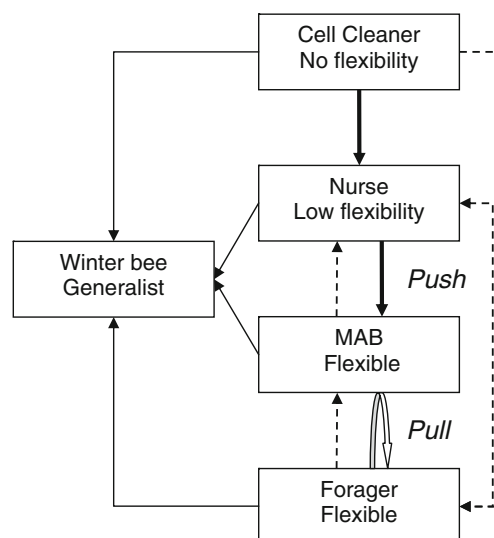 Cell Cleaner
No flexibility
Nurse
Low flexibility
Winter bee
Generalist
Push
MAB
Flexible
Pull
Forager
Flexible